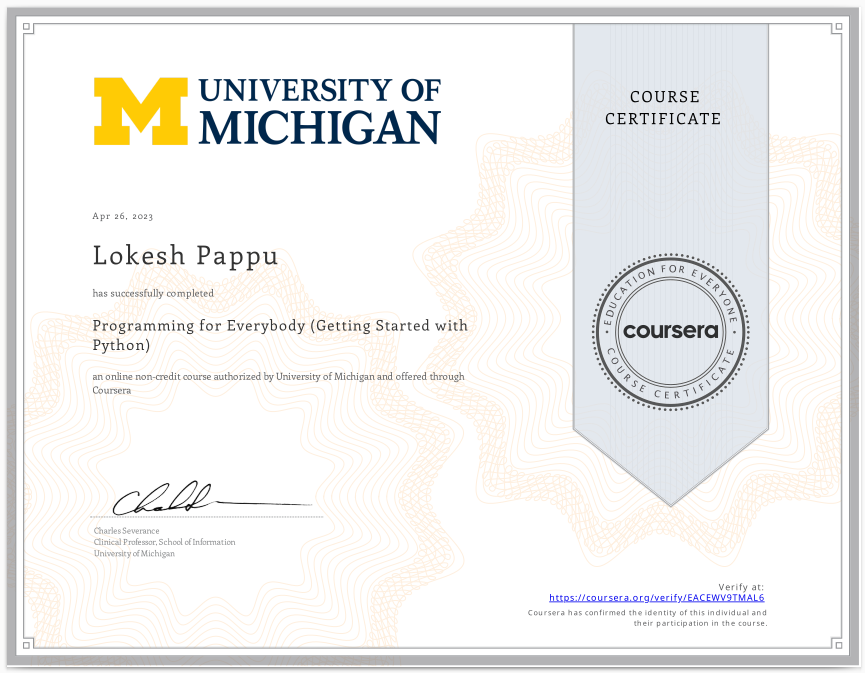 UNIVERSITY OF
MICHIGAN
COURSE
CERTIFICATE
Apr 26, 2023
Lokesh Pappu
has successfully completed
Programming for Everybody (Getting Started with
Python)
an online non-credit course authorized by University of Michigan and offered through
Coursera
EDUCATION FOR EVERYONE
coursera
COURSE CERTIFICATE
Charles Severance
Clinical Professor, School of Information
University of Michigan
Verify at:
https://coursera.org/verify/EACEWV9TMAL6
Coursera has confirmed the identity of this individual and
their participation in the course.